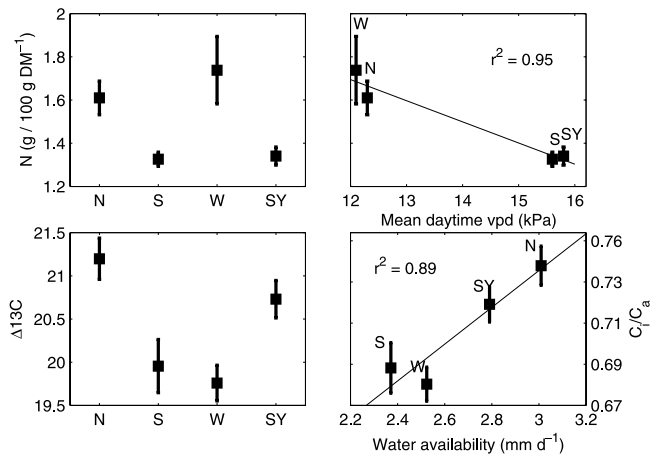 2
1.8
1.6
1.4
1.2
N (g / 100 g DM⁻¹)
N S W SY
W
N
r² = 0.95
S SY
12 13 14 15 16
Mean daytime vpd (kPa)
21.5
21
20.5
20
19.5
Δ13C
N S W SY
r² = 0.89
N
SY
S
W
0.76
0.73
0.71
0.69
0.67
Cᵢ/Cₐ
2.2 2.4 2.6 2.8 3 3.2
Water availability (mm d⁻¹)